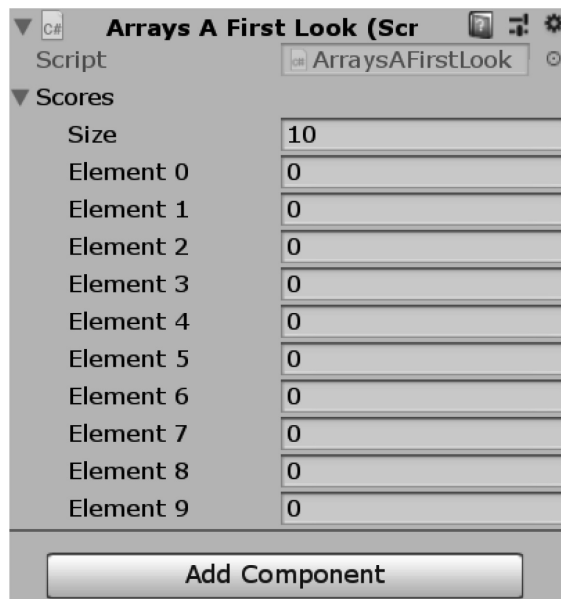 C# Arrays A First Look (Scr
Script C# ArraysAFirstLook
Scores
Size 10
Element 0 0
Element 1 0
Element 2 0
Element 3 0
Element 4 0
Element 5 0
Element 6 0
Element 7 0
Element 8 0
Element 9 0
Add Component